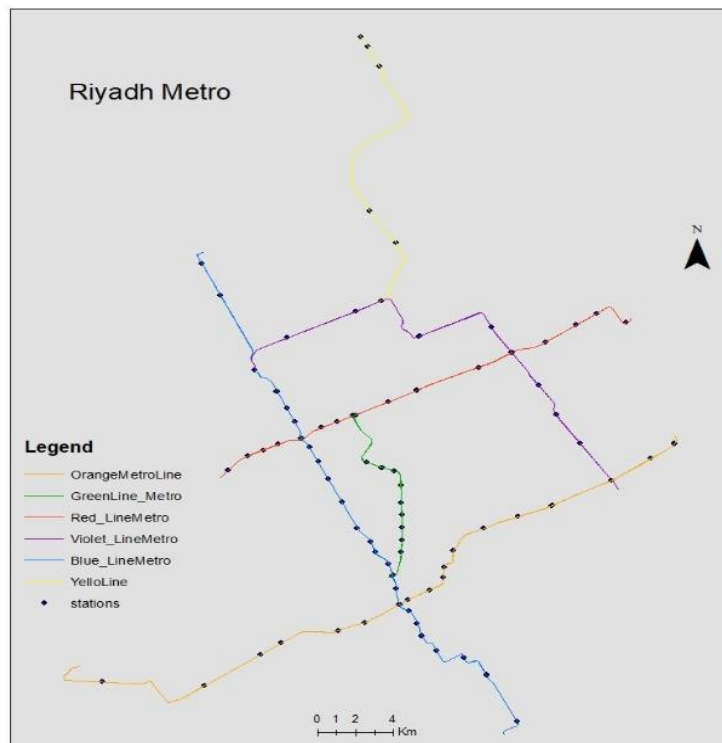 Riyadh Metro
N
Legend
OrangeMetroLine
GreenLine_Metro
Red_LineMetro
Violet_LineMetro
Blue_LineMetro
YelloLine
stations
0 1 2 4
Km